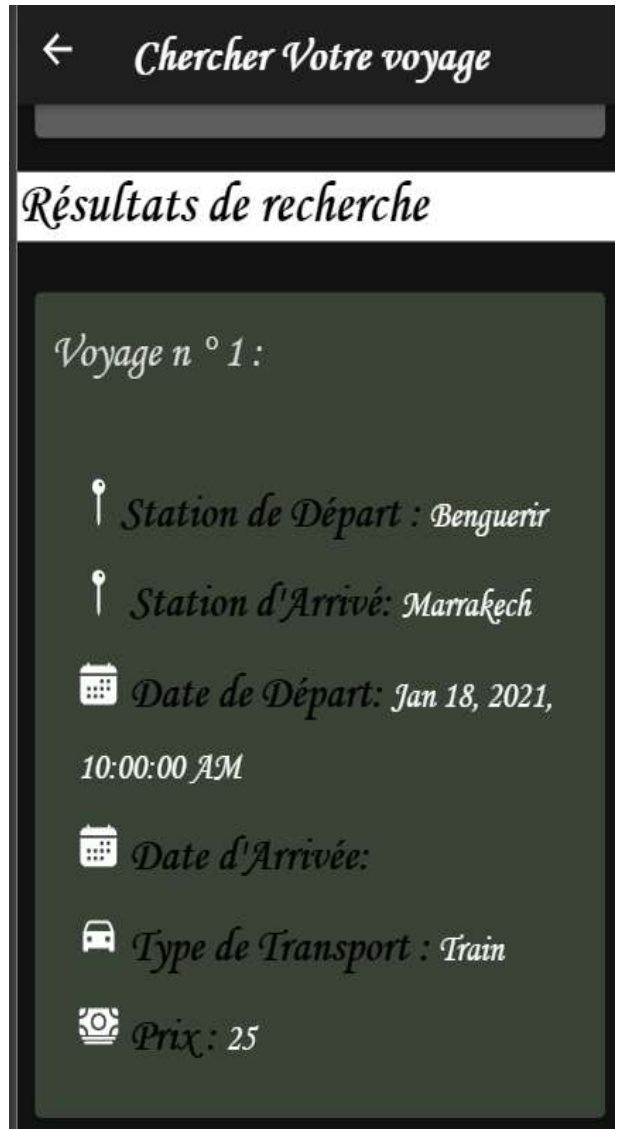 Chercher Votre voyage
Résultats de recherche
Voyage n ° 1 :
Station de Départ : Benguerir
Station d'Arrivé: Marrakech
Date de Départ: Jan 18, 2021,
10:00:00 AM
Date d'Arrivée:
Type de Transport : Train
Prix : 25